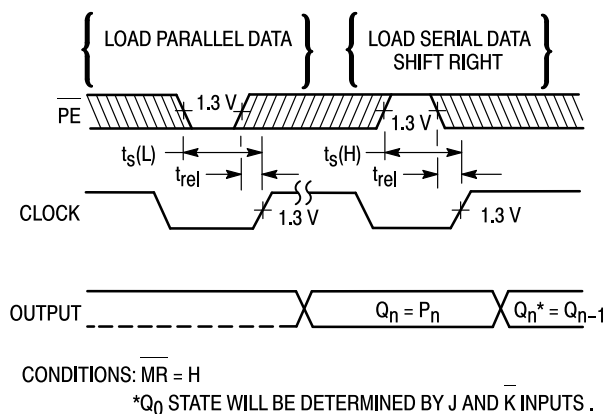 LOAD PARALLEL DATA
LOAD SERIAL DATA
SHIFT RIGHT
PE
1.3 V
1.3 V
ts(L)
ts(H)
trel
trel
CLOCK
1.3 V
1.3 V
OUTPUT
Qn = Pn
Qn* = Qn–1
CONDITIONS: MR = H
*Q0 STATE WILL BE DETERMINED BY J AND K INPUTS .